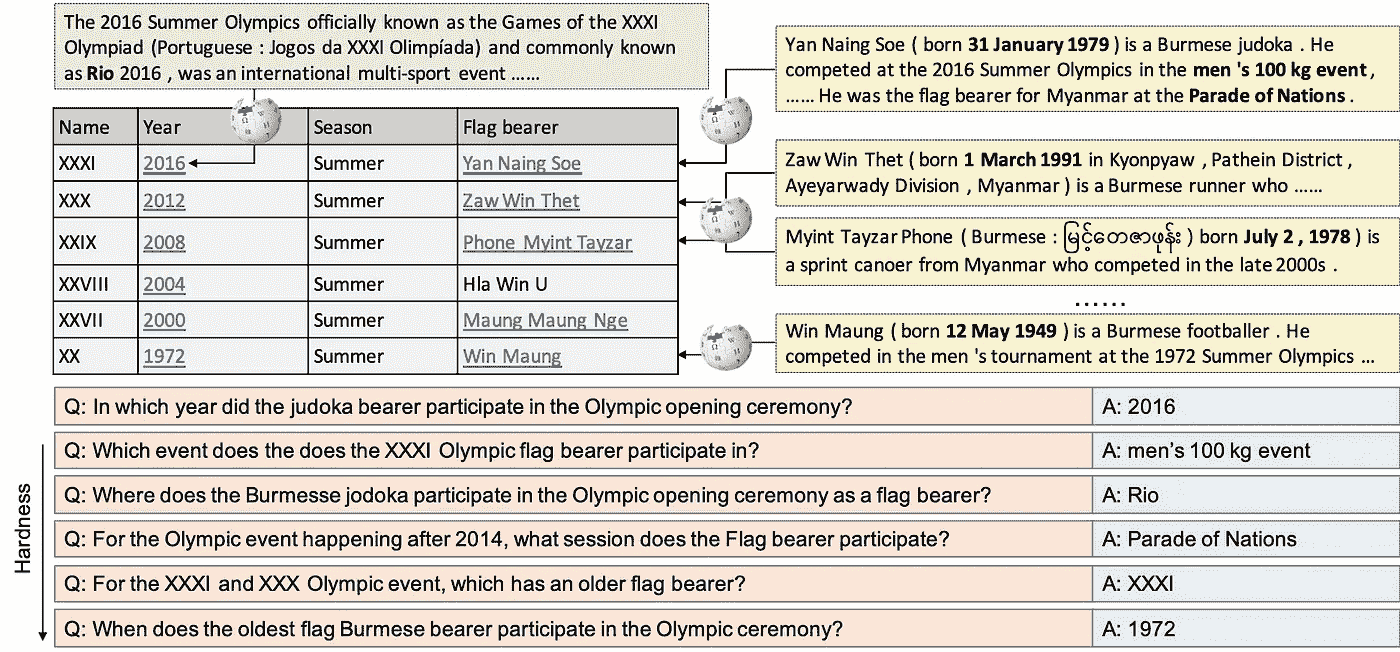 The 2016 Summer Olympics officially known as the Games of the XXXI
Olympiad (Portuguese : Jogos da XXXI Olimpíada) and commonly known
as Rio 2016 , was an international multi-sport event ......
Yan Naing Soe ( born 31 January 1979 ) is a Burmese judoka . He
competed at the 2016 Summer Olympics in the men 's 100 kg event ,
...... He was the flag bearer for Myanmar at the Parade of Nations .
Name Year Season Flag bearer
XXXI 2016 Summer Yan Naing Soe
XXX 2012 Summer Zaw Win Thet
XXIX 2008 Summer Phone Myint Tayzar
XXVIII 2004 Summer Hla Win U
XXVII 2000 Summer Maung Maung Nge
XX 1972 Summer Win Maung
Zaw Win Thet ( born 1 March 1991 in Kyonpyaw , Pathein District ,
Ayeyarwady Division , Myanmar ) is a Burmese runner who ......
Myint Tayzar Phone ( Burmese : မြင့်တေဇာဖုန်း ) born July 2 , 1978 ) is
a sprint canoer from Myanmar who competed in the late 2000s .
......
Win Maung ( born 12 May 1949 ) is a Burmese footballer . He
competed in the men 's tournament at the 1972 Summer Olympics ...
Hardness
Q: In which year did the judoka bearer participate in the Olympic opening ceremony? A: 2016
Q: Which event does the does the XXXI Olympic flag bearer participate in? A: men's 100 kg event
Q: Where does the Burmesse jodoka participate in the Olympic opening ceremony as a flag bearer? A: Rio
Q: For the Olympic event happening after 2014, what session does the Flag bearer participate? A: Parade of Nations
Q: For the XXXI and XXX Olympic event, which has an older flag bearer? A: XXXI
Q: When does the oldest flag Burmese bearer participate in the Olympic ceremony? A: 1972